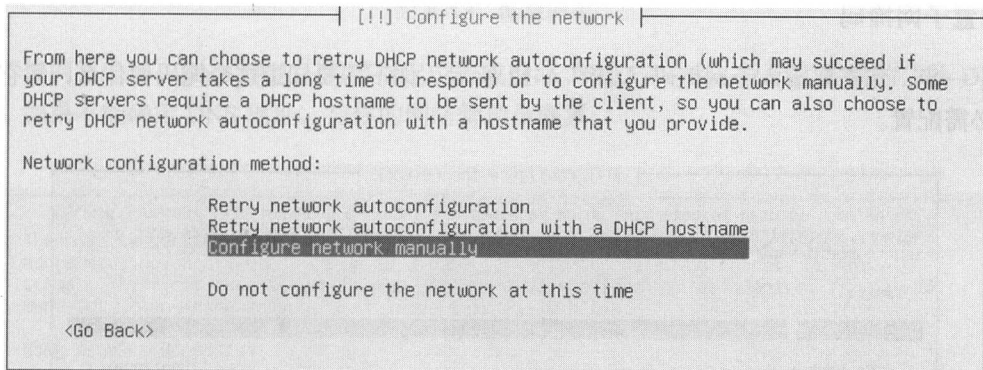 [!!] Configure the network
From here you can choose to retry DHCP network autoconfiguration (which may succeed if
your DHCP server takes a long time to respond) or to configure the network manually. Some
DHCP servers require a DHCP hostname to be sent by the client, so you can also choose to
retry DHCP network autoconfiguration with a hostname that you provide.
Network configuration method:
Retry network autoconfiguration
Retry network autoconfiguration with a DHCP hostname
Configure network manually
Do not configure the network at this time
<Go Back>